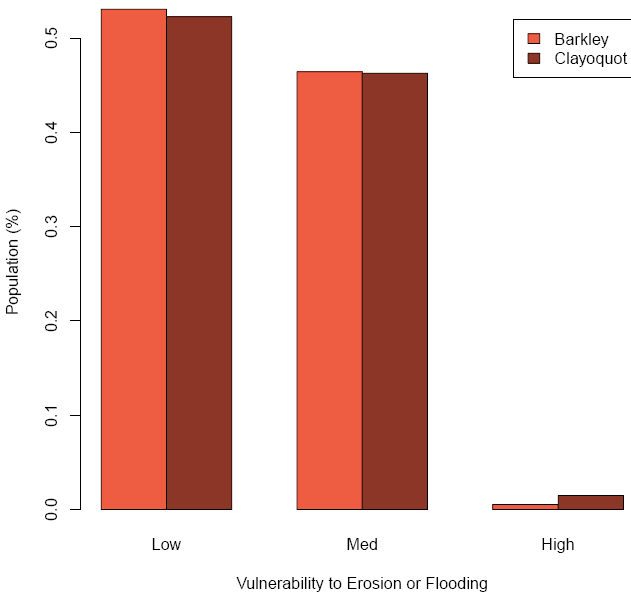 Barkley
Clayoquot
Population (%)
0.5
0.4
0.3
0.2
0.1
0.0
Low Med High
Vulnerability to Erosion or Flooding